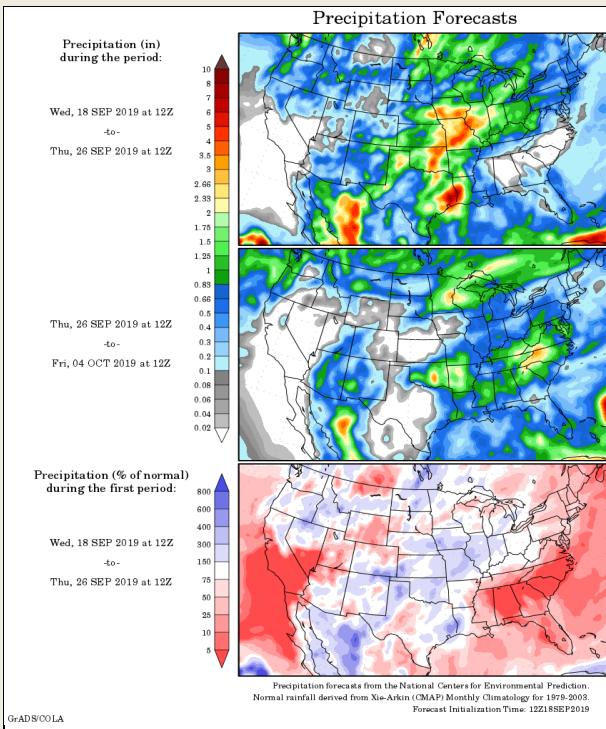 Precipitation Forecasts
Precipitation (in)
during the period:
Wed, 18 SEP 2019 at 12Z
-to-
Thu, 26 SEP 2019 at 12Z
10
8
7
6
5
4
3.5
3
2.66
2.33
2
1.75
1.5
1.25
1
0.83
0.66
0.5
0.4
0.3
0.2
0.1
0.08
0.06
0.04
0.02
Thu, 26 SEP 2019 at 12Z
-to-
Fri, 04 OCT 2019 at 12Z
Precipitation (% of normal)
during the first period:
Wed, 18 SEP 2019 at 12Z
-to-
Thu, 26 SEP 2019 at 12Z
800
600
400
300
150
75
50
25
10
5
Precipitation forecasts from the National Centers for Environmental Prediction.
Normal rainfall derived from Xie-Arkin (CMAP) Monthly Climatology for 1979-2003.
Forecast Initialization Time: 12Z18SEP2019
GrADS/COLA